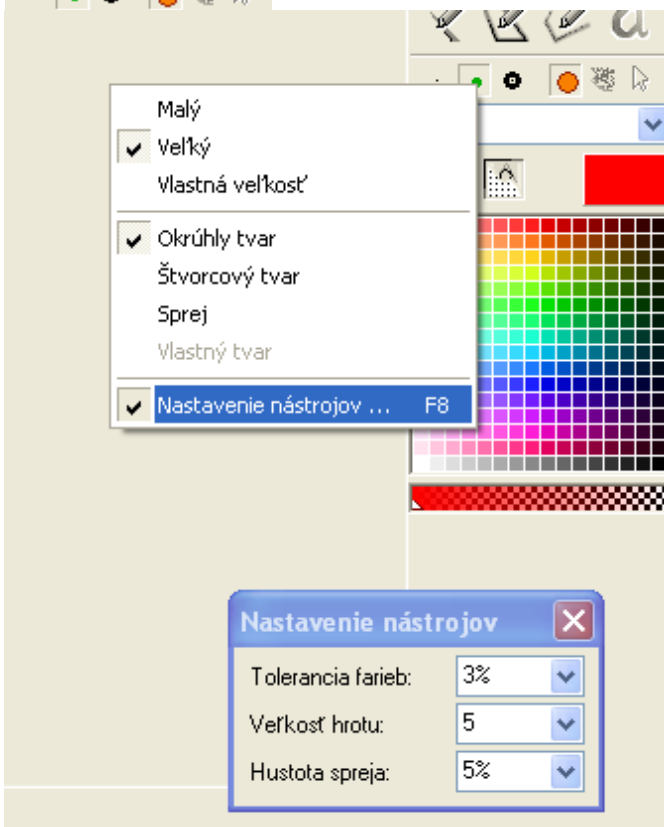 a
Malý
Veľký
Vlastná veľkosť
Okrúhly tvar
Štvorcový tvar
Sprej
Vlastný tvar
Nastavenie nástrojov ... F8
Nastavenie nástrojov
Tolerancia farieb: 3%
Veľkosť hrotu: 5
Hustota spreja: 5%